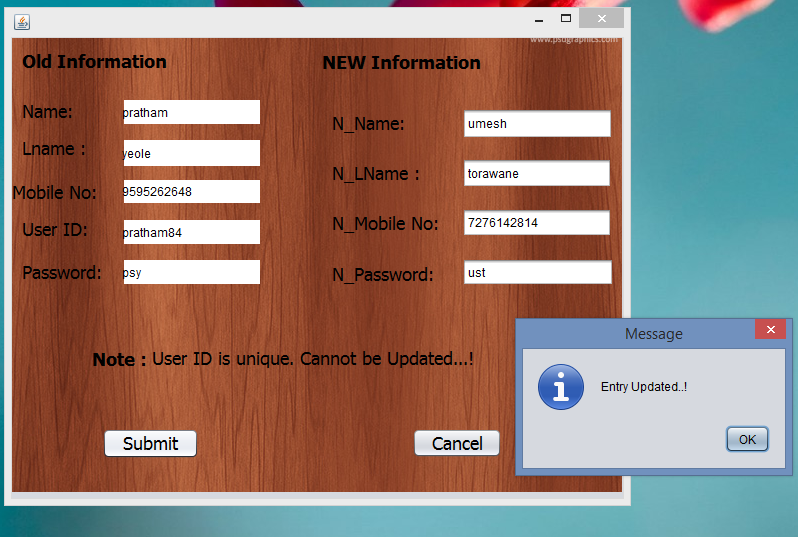 www.psdgraphics.com
Old Information
NEW Information
Name: pratham
Lname : yeole
Mobile No: 9595262648
User ID: pratham84
Password: psy
N_Name: umesh
N_LName : torawane
N_Mobile No: 7276142814
N_Password: ust
Note : User ID is unique. Cannot be Updated...!
Submit
Cancel
Message
Entry Updated..!
OK